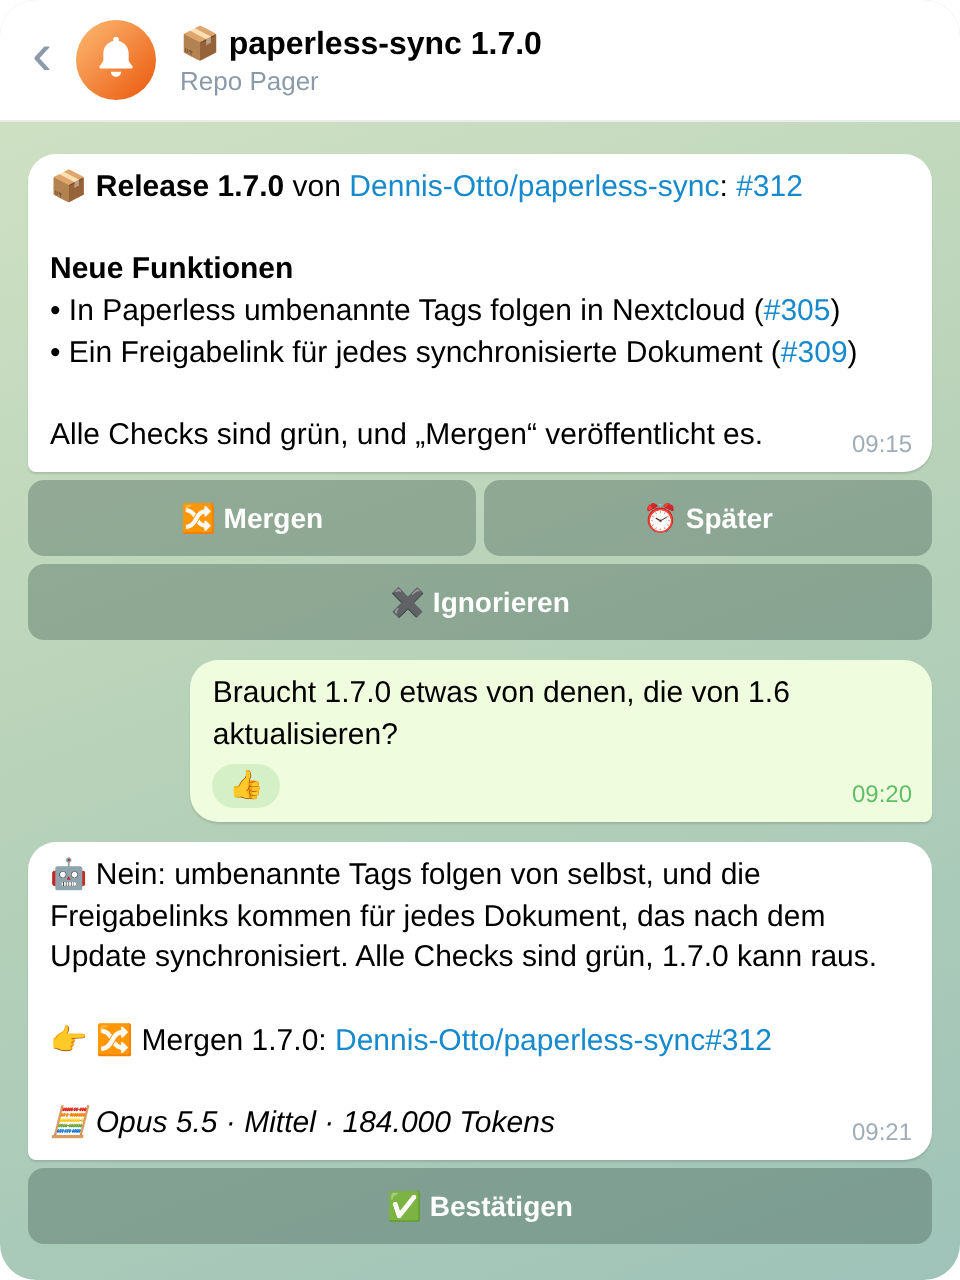 📦 paperless-sync 1.7.0
Repo Pager
📦 Release 1.7.0 von Dennis-Otto/paperless-sync: #312
Neue Funktionen
• In Paperless umbenannte Tags folgen in Nextcloud (#305)
• Ein Freigabelink für jedes synchronisierte Dokument (#309)
Alle Checks sind grün, und „Mergen“ veröffentlicht es.
09:15
🔀 Mergen
⏰ Später
✖️ Ignorieren
Braucht 1.7.0 etwas von denen, die von 1.6
aktualisieren?
👍
09:20
🤖 Nein: umbenannte Tags folgen von selbst, und die
Freigabelinks kommen für jedes Dokument, das nach dem
Update synchronisiert. Alle Checks sind grün, 1.7.0 kann raus.
👉 🔀 Mergen 1.7.0: Dennis-Otto/paperless-sync#312
🧮 Opus 5.5 · Mittel · 184.000 Tokens
09:21
✅ Bestätigen